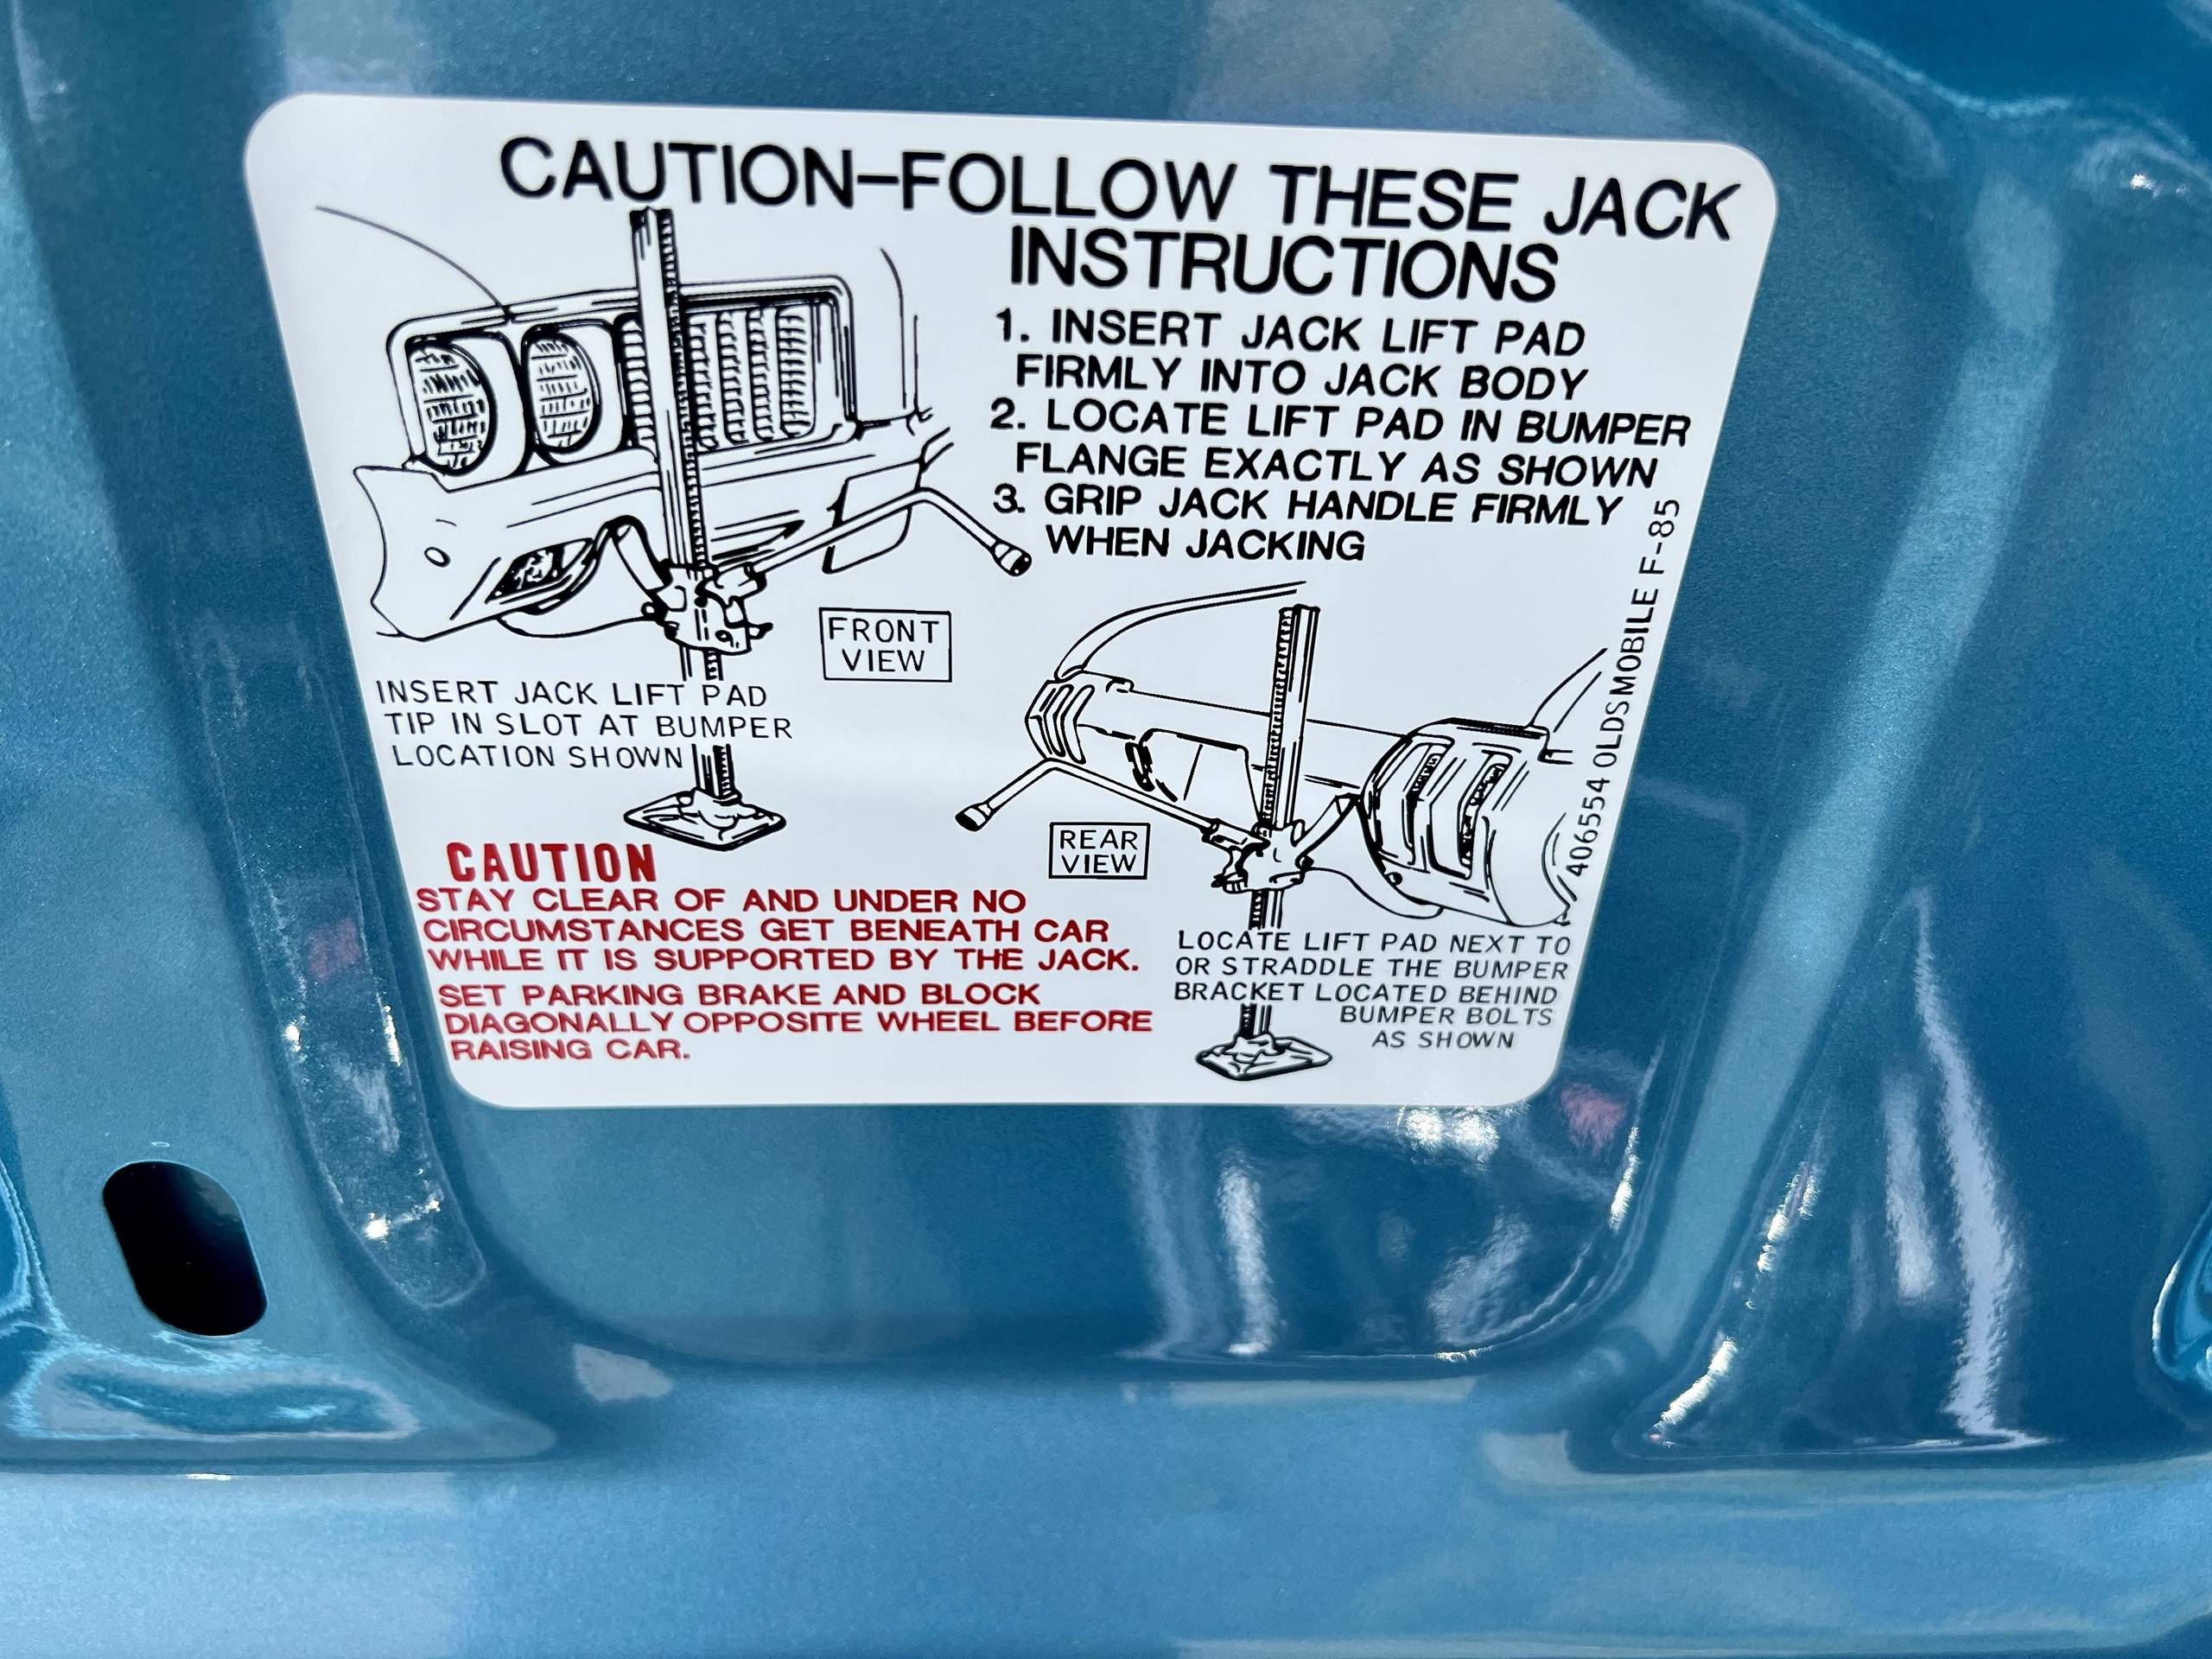 CAUTION-FOLLOW THESE JACK
INSTRUCTIONS
1. INSERT JACK LIFT PAD
FIRMLY INTO JACK BODY
2. LOCATE LIFT PAD IN BUMPER
FLANGE EXACTLY AS SHOWN
3. GRIP JACK HANDLE FIRMLY
WHEN JACKING
FRONT
VIEW
INSERT JACK LIFT PAD
TIP IN SLOT AT BUMPER
LOCATION SHOWN
REAR
VIEW
LOCATE LIFT PAD NEXT TO
OR STRADDLE THE BUMPER
BRACKET LOCATED BEHIND
BUMPER BOLTS
AS SHOWN
CAUTION
STAY CLEAR OF AND UNDER NO
CIRCUMSTANCES GET BENEATH CAR
WHILE IT IS SUPPORTED BY THE JACK.
SET PARKING BRAKE AND BLOCK
DIAGONALLY OPPOSITE WHEEL BEFORE
RAISING CAR.
406554 OLDSMOBILE F-85